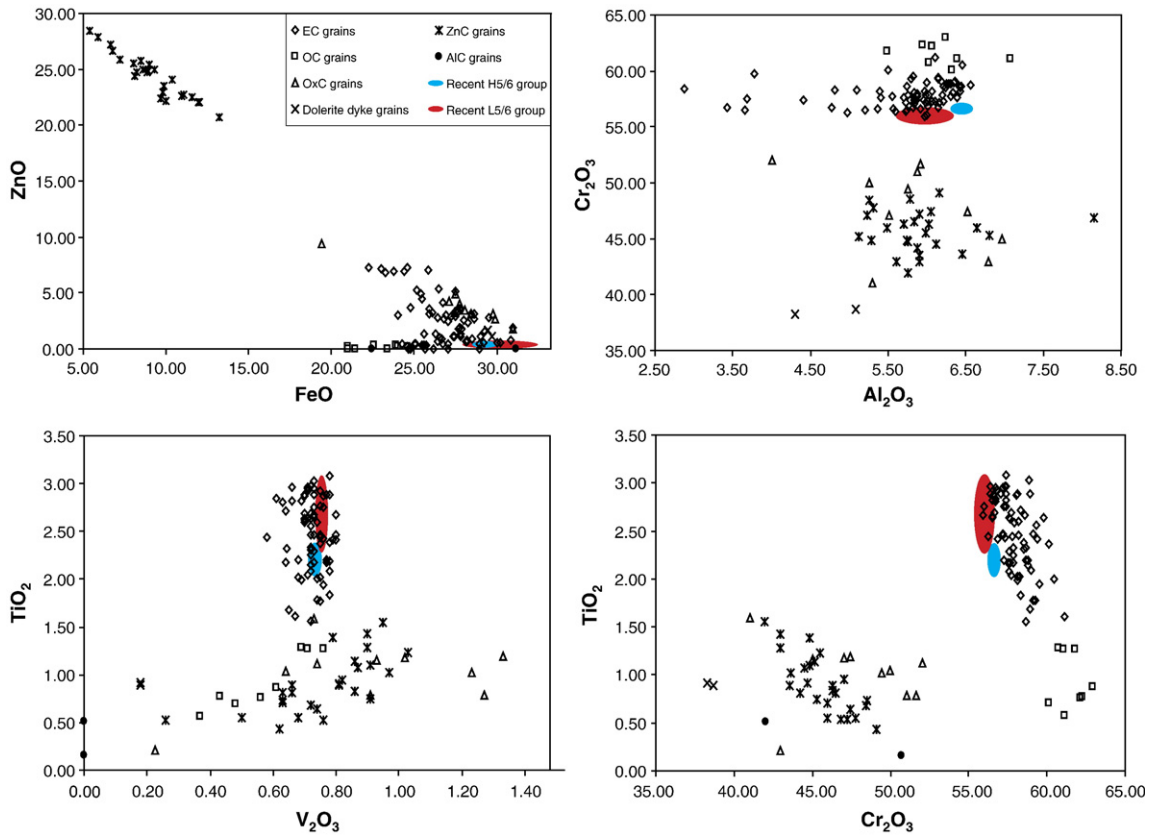 30.00
25.00
20.00
15.00
10.00
5.00
0.00
ZnO
5.00 10.00 15.00 20.00 25.00 30.00
FeO
EC grains
OC grains
OxC grains
Dolerite dyke grains
ZnC grains
AlC grains
Recent H5/6 group
Recent L5/6 group
65.00
60.00
55.00
50.00
45.00
40.00
35.00
Cr₂O₃
2.50 3.50 4.50 5.50 6.50 7.50 8.50
Al₂O₃
3.50
3.00
2.50
2.00
1.50
1.00
0.50
0.00
TiO₂
0.00 0.20 0.40 0.60 0.80 1.00 1.20 1.40
V₂O₃
3.50
3.00
2.50
2.00
1.50
1.00
0.50
0.00
TiO₂
35.00 40.00 45.00 50.00 55.00 60.00 65.00
Cr₂O₃